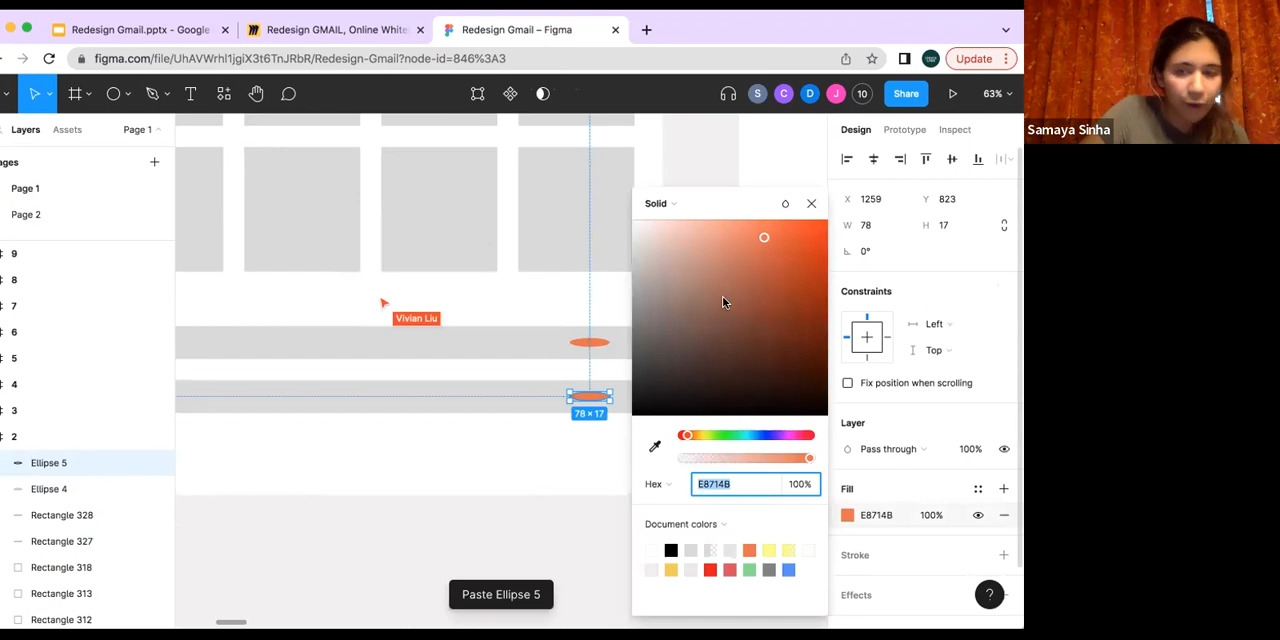 Redesign Gmail.pptx - Google
Redesign GMAIL, Online White
Redesign Gmail – Figma
figma.com/file/UhAVWrhl1jgiX3t6TnJRbR/Redesign-Gmail?node-id=846%3A3
Update
S
C
D
J
10
Share
63%
Layers
Assets
Page 1
Design
Prototype
Inspect
Samaya Sinha
ages
Page 1
Page 2
9
8
7
6
5
4
3
2
Ellipse 5
Ellipse 4
Rectangle 328
Rectangle 327
Rectangle 318
Rectangle 313
Rectangle 312
Vivian Liu
78 × 17
Paste Ellipse 5
Solid
Hex
E8714B
100%
Document colors
X 1259
Y 823
W 78
H 17
0°
Constraints
Left
Top
Fix position when scrolling
Layer
Pass through
100%
Fill
E8714B
100%
Stroke
Effects
?